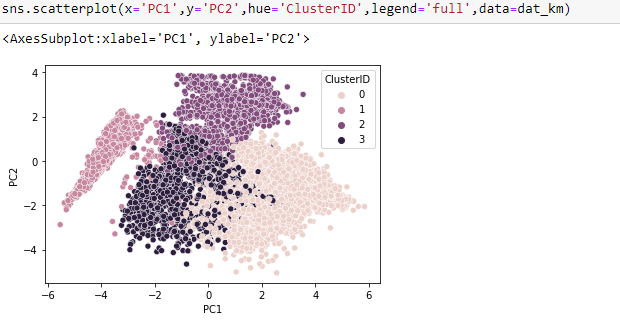 sns.scatterplot(x='PC1',y='PC2',hue='ClusterID',legend='full',data=dat_km)
<AxesSubplot:xlabel='PC1', ylabel='PC2'>
ClusterID
0
1
2
3
4
2
0
−2
−4
PC2
−6 −4 −2 0 2 4 6
PC1